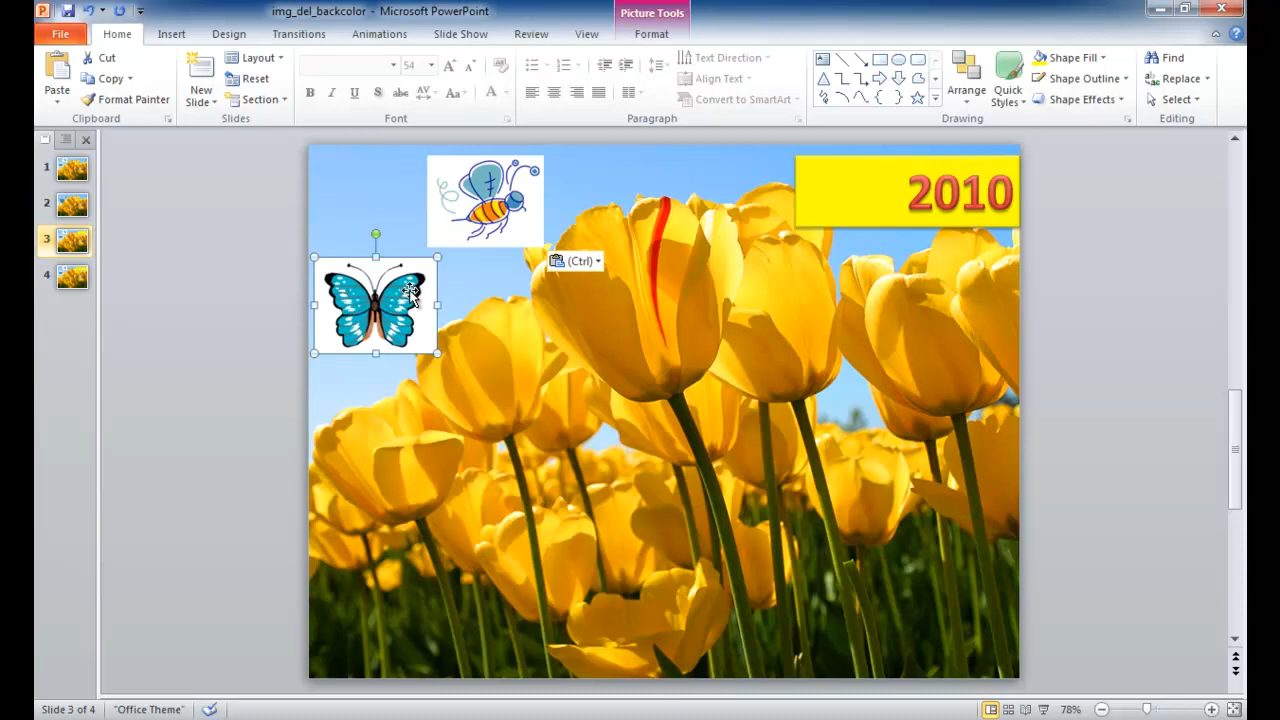 img_del_backcolor - Microsoft PowerPoint
Picture Tools
File
Home
Insert
Design
Transitions
Animations
Slide Show
Review
View
Format
Paste
Cut
Copy
Format Painter
Clipboard
New
Slide
Layout
Reset
Section
Slides
54
Font
Text Direction
Align Text
Convert to SmartArt
Paragraph
Arrange
Quick
Styles
Shape Fill
Shape Outline
Shape Effects
Drawing
Find
Replace
Select
Editing
1
2
3
4
2010
(Ctrl)
Slide 3 of 4
"Office Theme"
78%